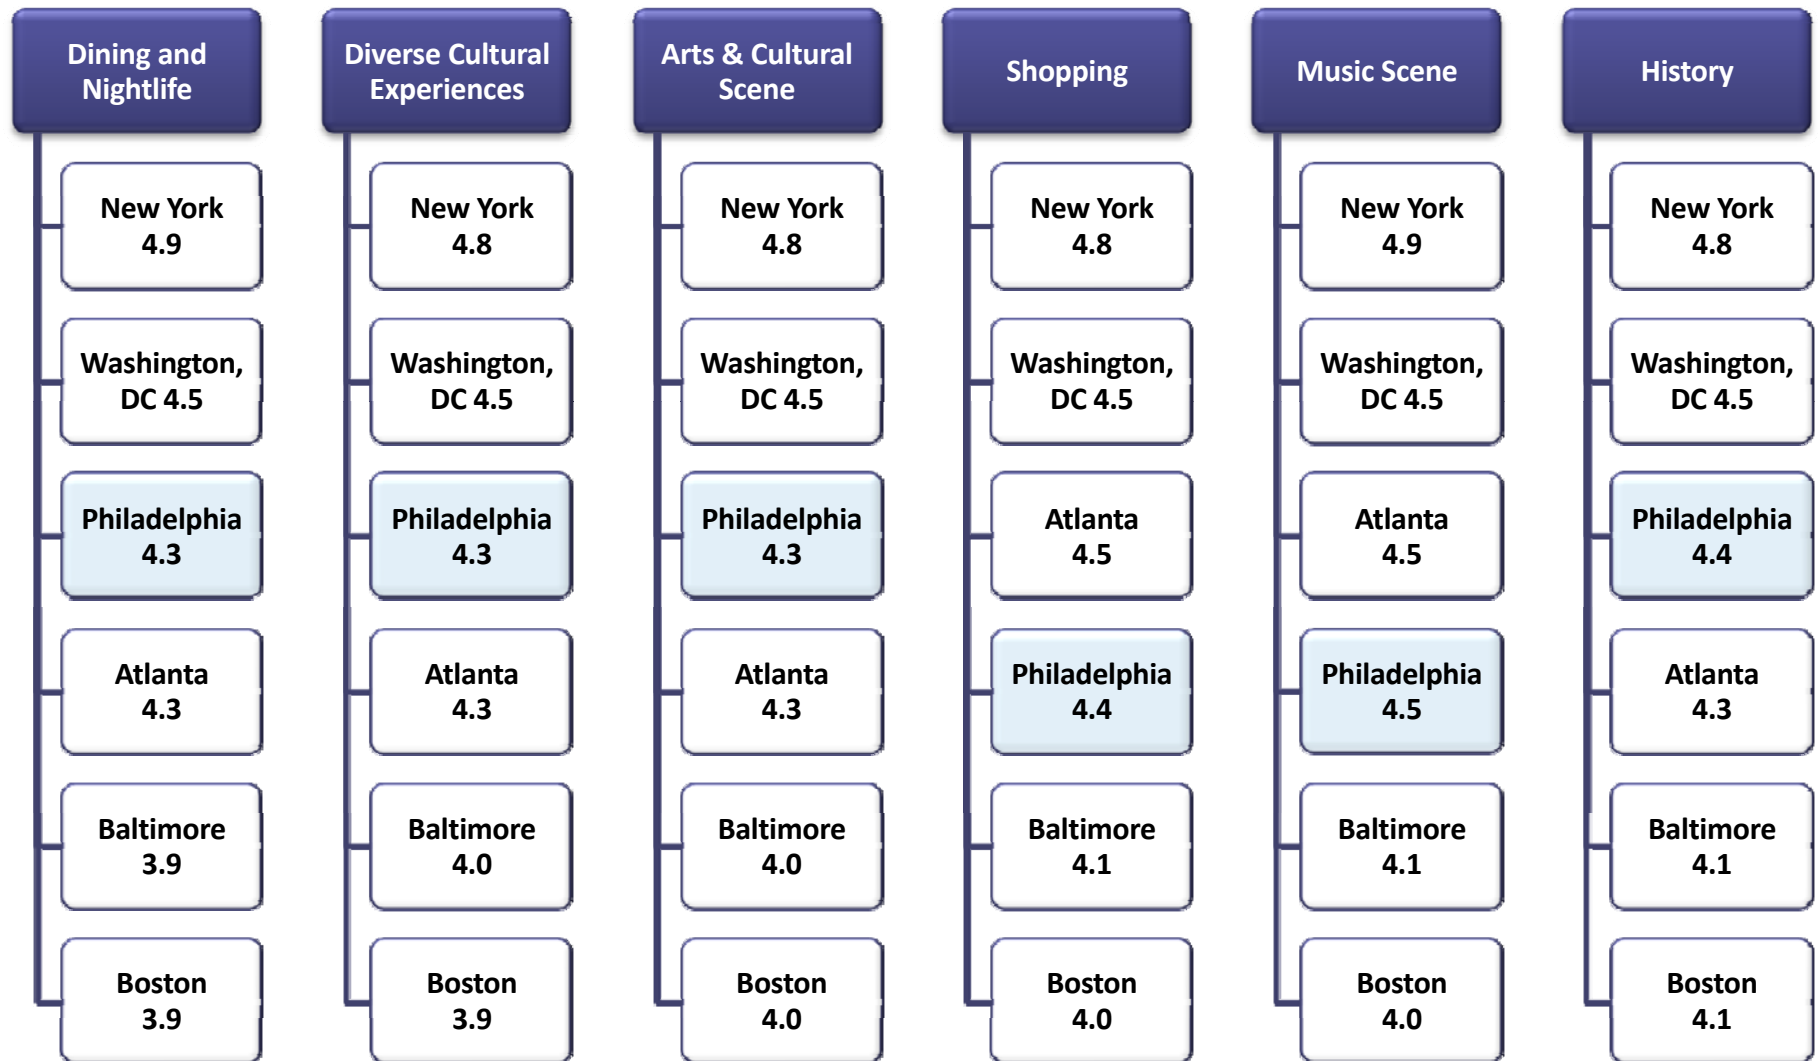 Dining and
Nightlife
New York
4.9
Washington,
DC 4.5
Philadelphia
4.3
Atlanta
4.3
Baltimore
3.9
Boston
3.9
Diverse Cultural
Experiences
New York
4.8
Washington,
DC 4.5
Philadelphia
4.3
Atlanta
4.3
Baltimore
4.0
Boston
3.9
Arts & Cultural
Scene
New York
4.8
Washington,
DC 4.5
Philadelphia
4.3
Atlanta
4.3
Baltimore
4.0
Boston
4.0
Shopping
New York
4.8
Washington,
DC 4.5
Atlanta
4.5
Philadelphia
4.4
Baltimore
4.1
Boston
4.0
Music Scene
New York
4.9
Washington,
DC 4.5
Atlanta
4.5
Philadelphia
4.5
Baltimore
4.1
Boston
4.0
History
New York
4.8
Washington,
DC 4.5
Philadelphia
4.4
Atlanta
4.3
Baltimore
4.1
Boston
4.1